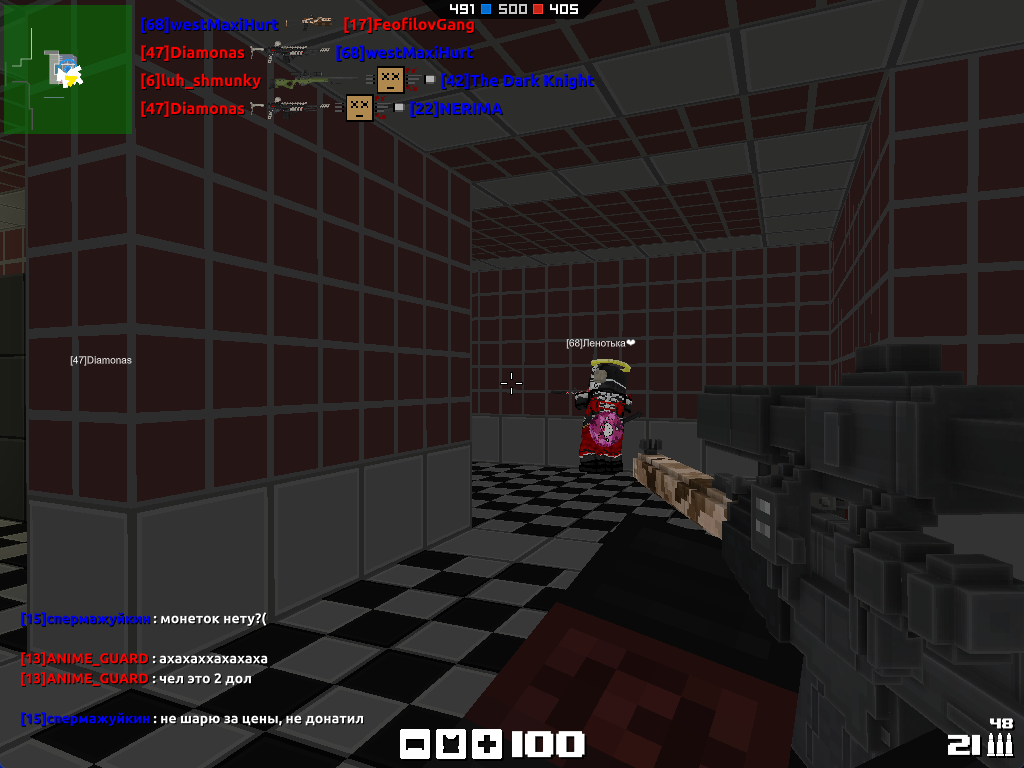 491 500 405
[68]westMaxiHurt [17]FeofilovGang
[47]Diamonas [68]westMaxiHurt
[6]luh_shmunky [42]The Dark Knight
[47]Diamonas [22]NERIMA
[68]Ленотька❤
[47]Diamonas
[15]спермажуйкин : монеток нету?(
[13]ANIME_GUARD : ахахаххахахаха
[13]ANIME_GUARD : чел это 2 дол
[15]спермажуйкин : не шарю за цены, не донатил
100
48
21